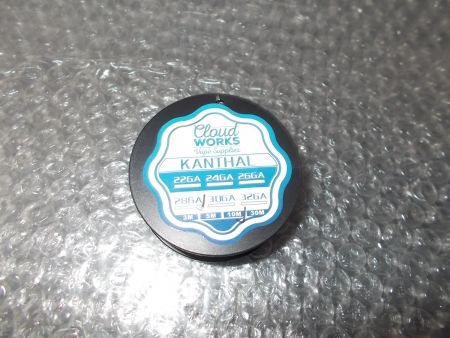 Cloud
WORKS
Vape Supplies
KANTHAL
22GA 24GA 26GA
28GA 30GA 32GA
3M 5M 10M 30M